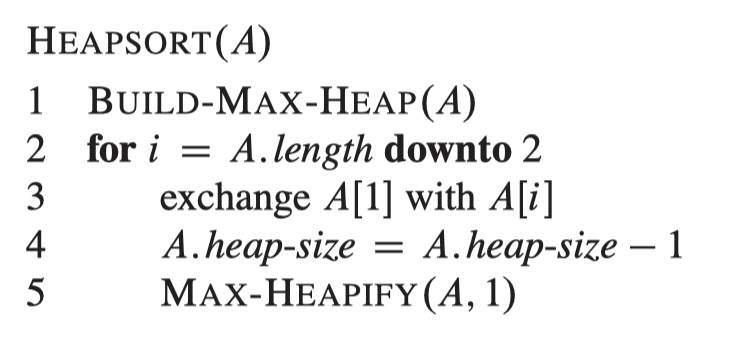 HEAPSORT(A)
1 BUILD-MAX-HEAP(A)
2 for i = A.length downto 2
3 exchange A[1] with A[i]
4 A.heap-size = A.heap-size − 1
5 MAX-HEAPIFY(A, 1)